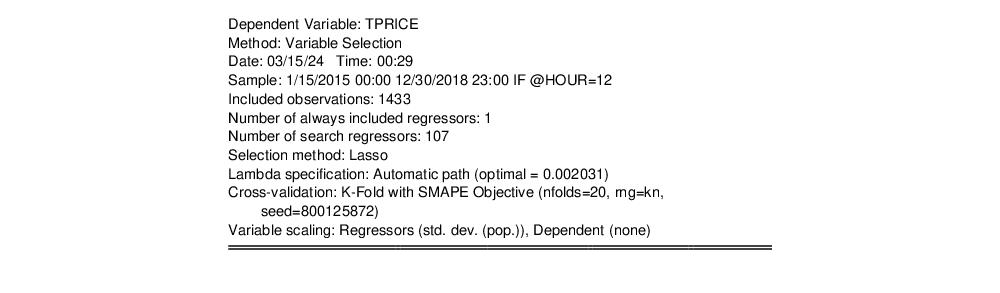 Dependent Variable: TPRICE
Method: Variable Selection
Date: 03/15/24 Time: 00:29
Sample: 1/15/2015 00:00 12/30/2018 23:00 IF @HOUR=12
Included observations: 1433
Number of always included regressors: 1
Number of search regressors: 107
Selection method: Lasso
Lambda specification: Automatic path (optimal = 0.002031)
Cross-validation: K-Fold with SMAPE Objective (nfolds=20, rng=kn,
seed=800125872)
Variable scaling: Regressors (std. dev. (pop.)), Dependent (none)